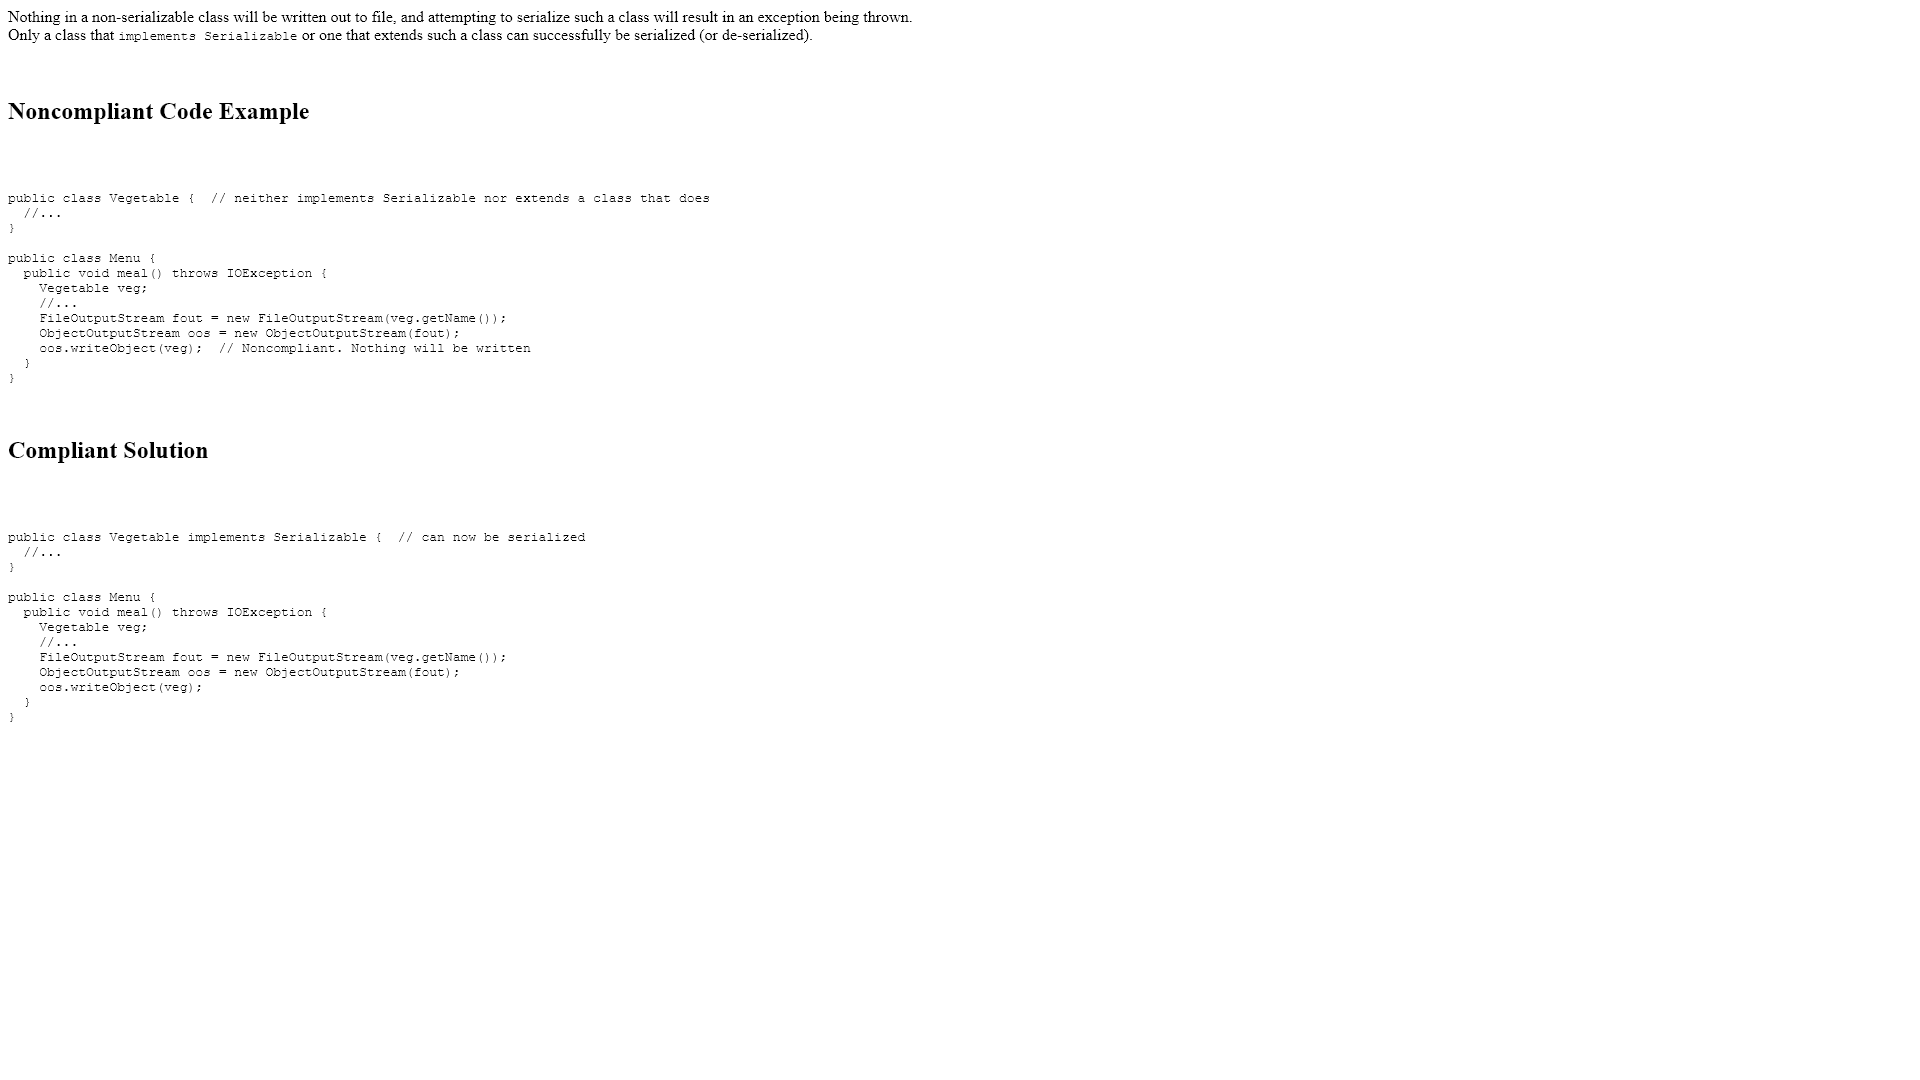 Nothing in a non-serializable class will be written out to file, and attempting to serialize such a class will result in an exception being thrown.
Only a class that implements Serializable or one that extends such a class can successfully be serialized (or de-serialized).
Noncompliant Code Example
public class Vegetable {  // neither implements Serializable nor extends a class that does
  //...
}
public class Menu {
  public void meal() throws IOException {
    Vegetable veg;
    //...
    FileOutputStream fout = new FileOutputStream(veg.getName());
    ObjectOutputStream oos = new ObjectOutputStream(fout);
    oos.writeObject(veg);  // Noncompliant. Nothing will be written
  }
}
Compliant Solution
public class Vegetable implements Serializable {  // can now be serialized
  //...
}
public class Menu {
  public void meal() throws IOException {
    Vegetable veg;
    //...
    FileOutputStream fout = new FileOutputStream(veg.getName());
    ObjectOutputStream oos = new ObjectOutputStream(fout);
    oos.writeObject(veg);
  }
}